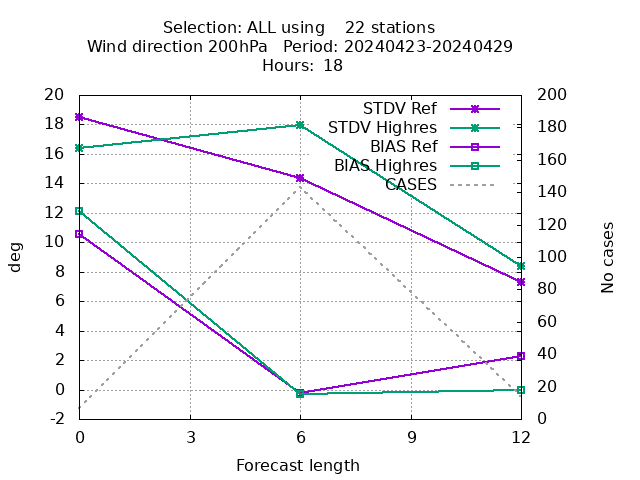 Selection: ALL using    22 stations
Wind direction 200hPa   Period: 20240423-20240429
Hours: 18
STDV Ref
STDV Highres
BIAS Ref
BIAS Highres
CASES
20
18
16
14
12
10
8
6
4
2
0
-2
deg
200
180
160
140
120
100
80
60
40
20
0
No cases
0 3 6 9 12
Forecast length